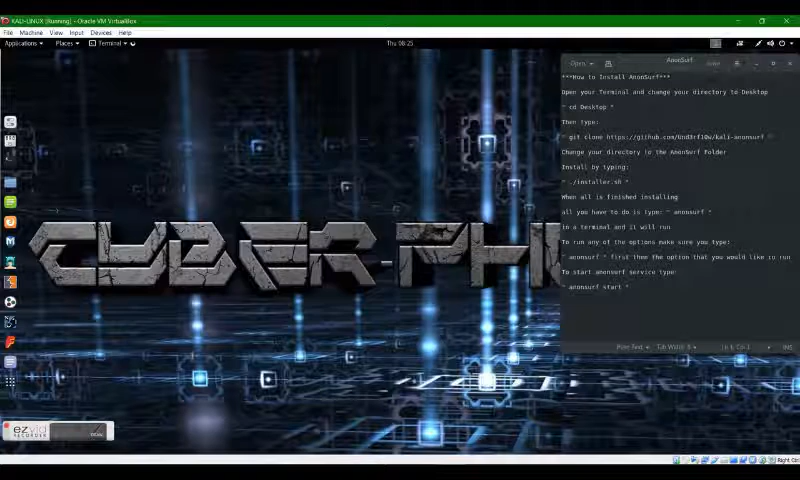 KALI-LINUX [Running] - Oracle VM VirtualBox
File Machine View Input Devices Help
Applications Places Terminal
Thu 08:25
Open AnonSurf
***How to Install AnonSurf***
Open your Terminal and change your directory to Desktop
" cd Desktop "
Then type:
" git clone https://github.com/Und3rf10w/kali-anonsurf "
Change your directory to the AnonSurf Folder
Install by typing:
" ./installer.sh "
When all is finished installing
all you have to do is type: " anonsurf "
in a terminal and it will run
To run any of the options make sure you type:
" anonsurf " first then the option that you would like to run
To start anonsurf service type:
" anonsurf start "
CYBER-PH
Plain Text Tab Width: 8 INS
ezvid
RECORDER
Right Ctrl